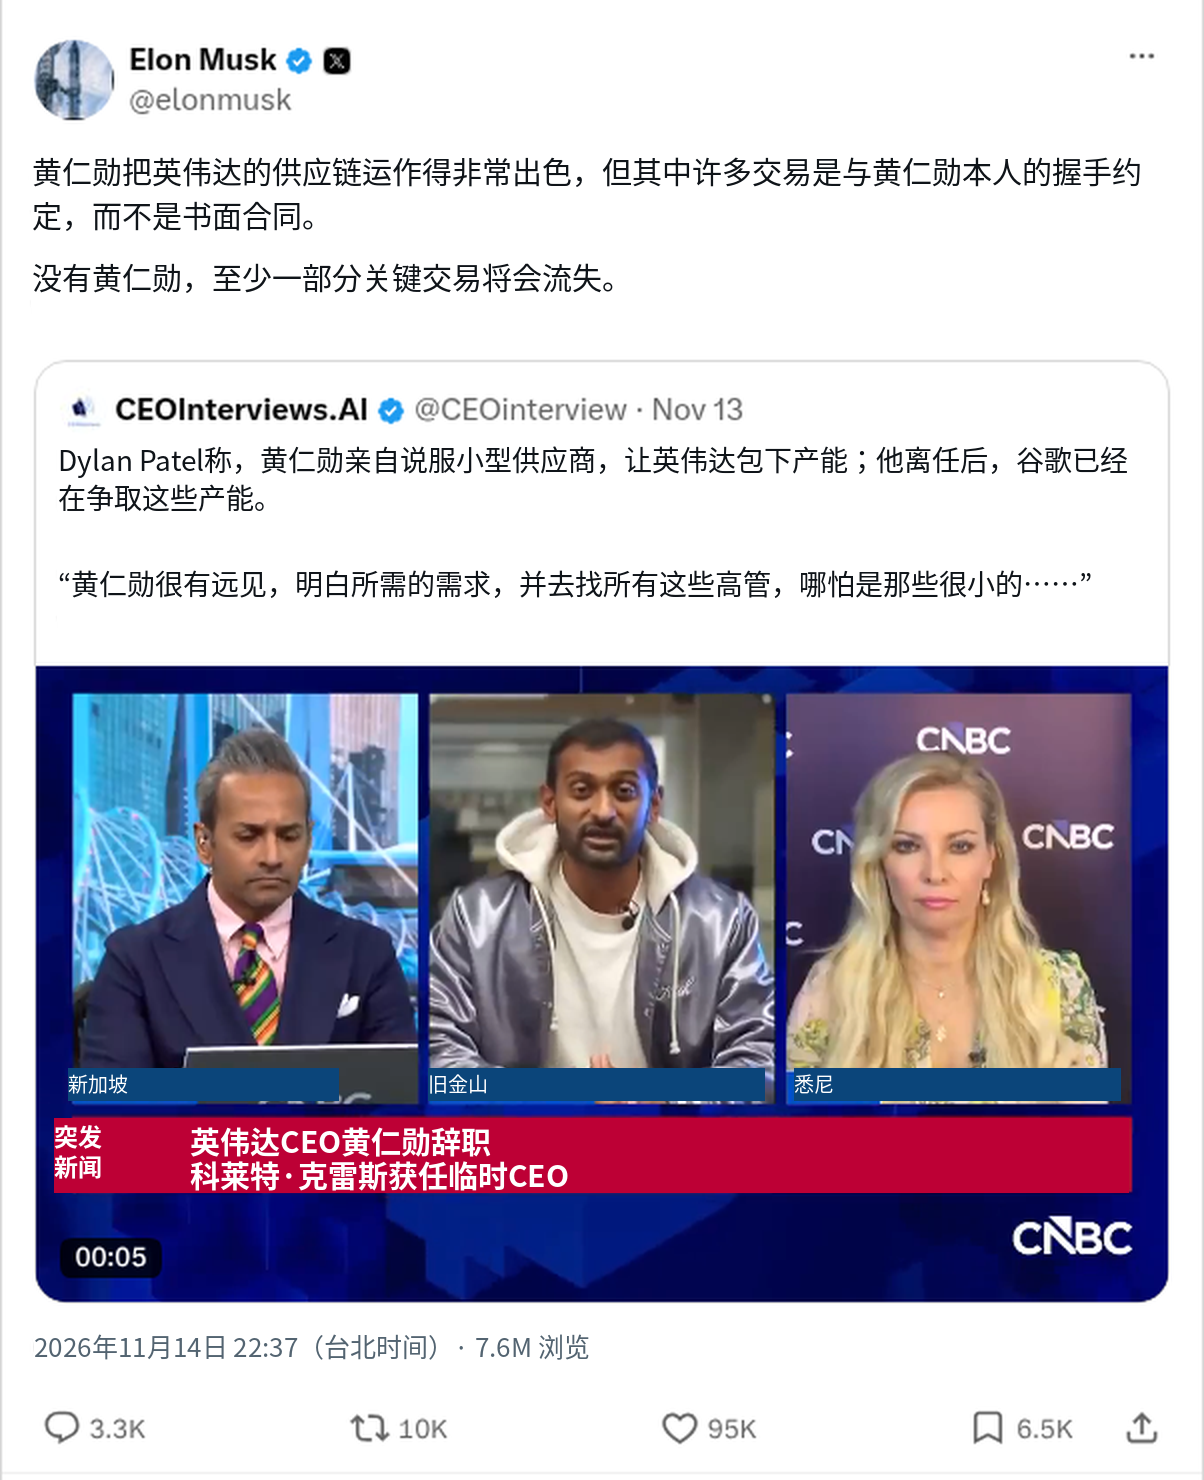 Elon Musk
@elonmusk
黄仁勋把英伟达的供应链运作得非常出色，但其中许多交易是与黄仁勋本人的握手约
定，而不是书面合同。
没有黄仁勋，至少一部分关键交易将会流失。
CEOInterviews.AI @CEOinterview · Nov 13
Dylan Patel称，黄仁勋亲自说服小型供应商，让英伟达包下产能；他离任后，谷歌已经
在争取这些产能。
“黄仁勋很有远见，明白所需的需求，并去找所有这些高管，哪怕是那些很小的……”
CNBC
CNBC
新加坡
旧金山
悉尼
突发
新闻
英伟达CEO黄仁勋辞职
科莱特·克雷斯获任临时CEO
CNBC
00:05
2026年11月14日 22:37（台北时间） · 7.6M 浏览
3.3K 10K 95K 6.5K